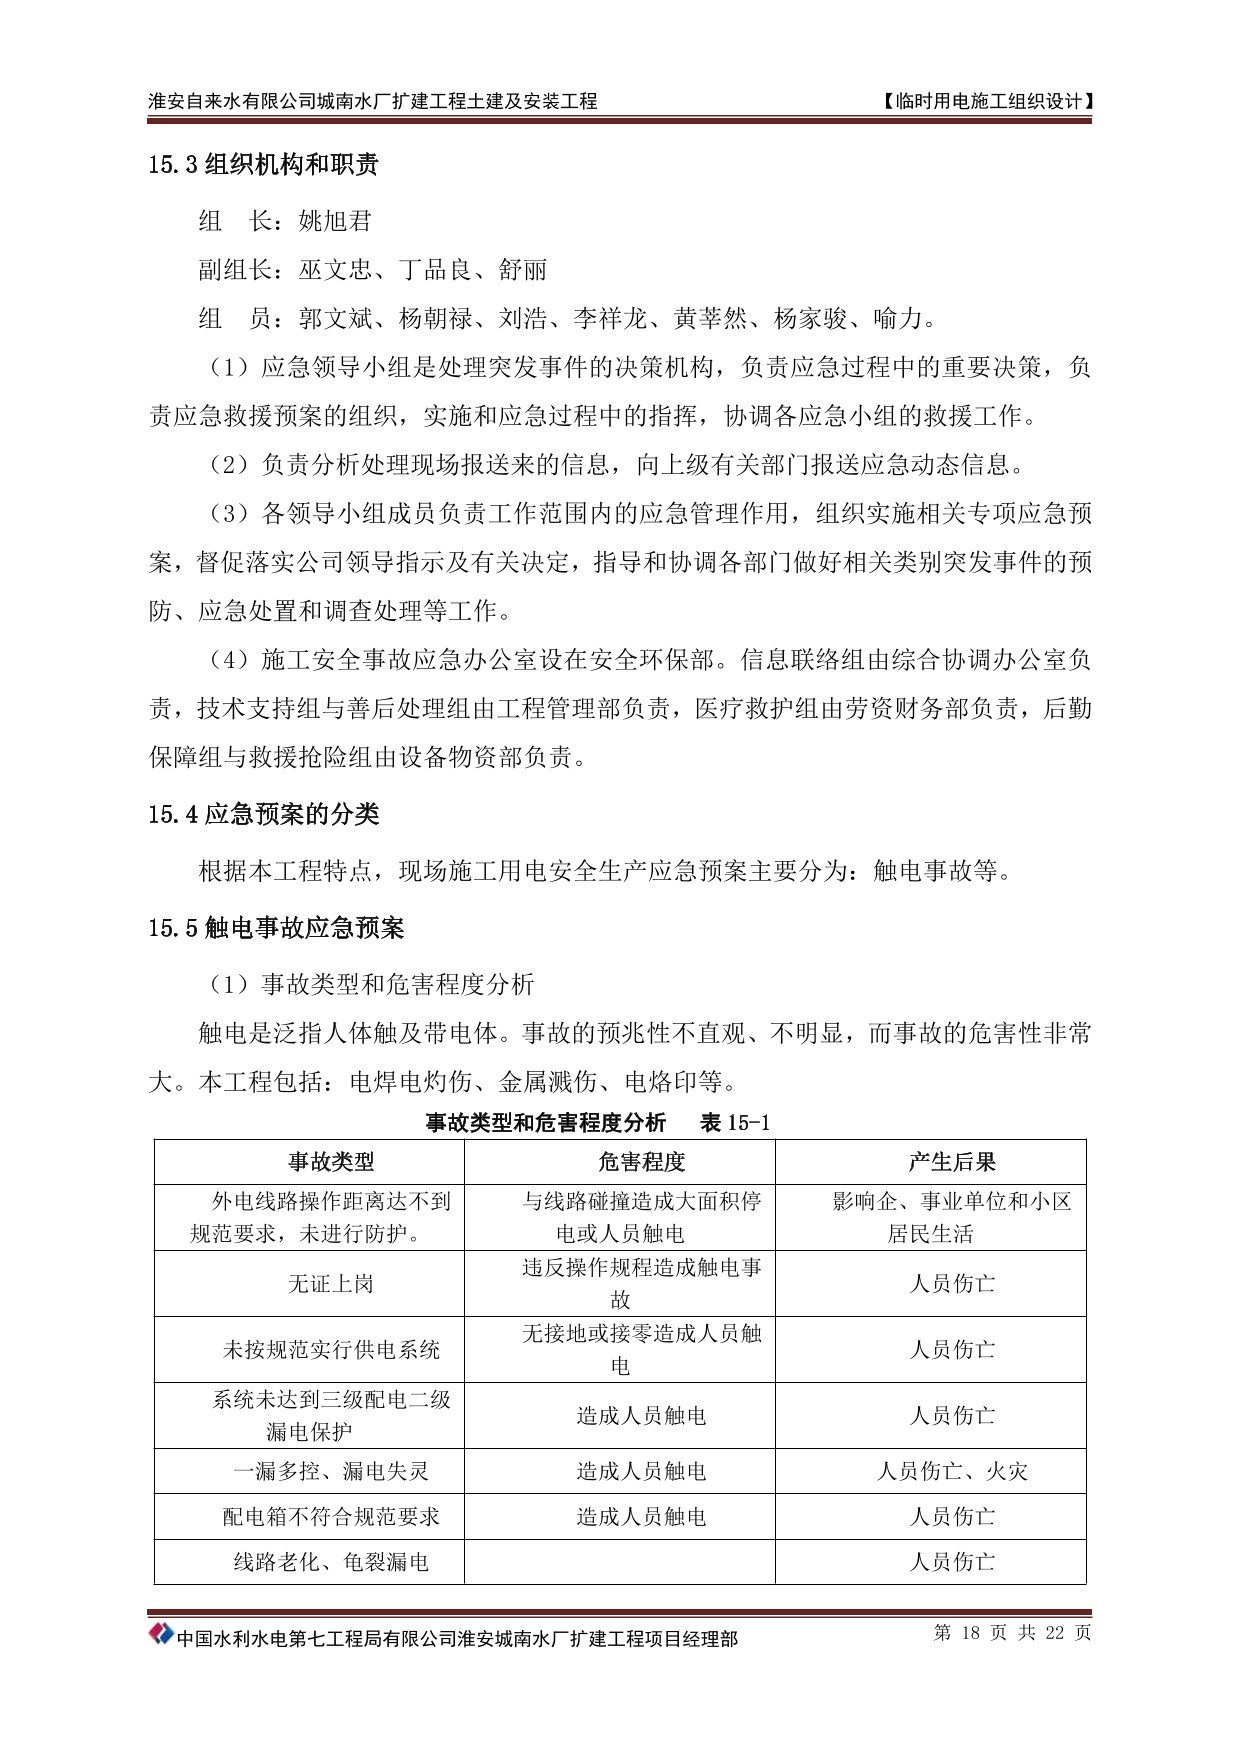 淮安自来水有限公司城南水厂扩建工程土建及安装工程
【临时用电施工组织设计】
15.3 组织机构和职责
组　长：姚旭君
副组长：巫文忠、丁品良、舒丽
组　员：郭文斌、杨朝禄、刘浩、李祥龙、黄莘然、杨家骏、喻力。
（1）应急领导小组是处理突发事件的决策机构，负责应急过程中的重要决策，负
责应急救援预案的组织，实施和应急过程中的指挥，协调各应急小组的救援工作。
（2）负责分析处理现场报送来的信息，向上级有关部门报送应急动态信息。
（3）各领导小组成员负责工作范围内的应急管理作用，组织实施相关专项应急预
案，督促落实公司领导指示及有关决定，指导和协调各部门做好相关类别突发事件的预
防、应急处置和调查处理等工作。
（4）施工安全事故应急办公室设在安全环保部。信息联络组由综合协调办公室负
责，技术支持组与善后处理组由工程管理部负责，医疗救护组由劳资财务部负责，后勤
保障组与救援抢险组由设备物资部负责。
15.4 应急预案的分类
根据本工程特点，现场施工用电安全生产应急预案主要分为：触电事故等。
15.5 触电事故应急预案
（1）事故类型和危害程度分析
触电是泛指人体触及带电体。事故的预兆性不直观、不明显，而事故的危害性非常
大。本工程包括：电焊电灼伤、金属溅伤、电烙印等。
事故类型和危害程度分析　表 15-1
事故类型　危害程度　产生后果
外电线路操作距离达不到　与线路碰撞造成大面积停　影响企、事业单位和小区
规范要求，未进行防护。　电或人员触电　居民生活
违反操作规程造成触电事
无证上岗　人员伤亡
故
无接地或接零造成人员触
未按规范实行供电系统　人员伤亡
电
系统未达到三级配电二级
造成人员触电　人员伤亡
漏电保护
一漏多控、漏电失灵　造成人员触电　人员伤亡、火灾
配电箱不符合规范要求　造成人员触电　人员伤亡
线路老化、龟裂漏电　人员伤亡
中国水利水电第七工程局有限公司淮安城南水厂扩建工程项目经理部
第 18 页 共 22 页